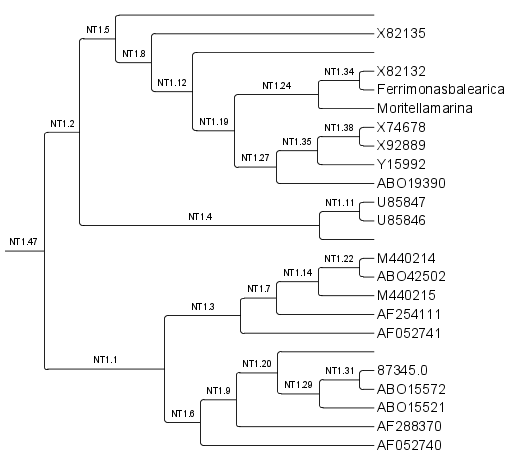 NT1.5
X82135
NT1.8
X82132
NT1.34
NT1.12
NT1.24
Ferrimonasbalearica
Moritellamarina
NT1.2
NT1.19
NT1.38
X74678
NT1.35
X92889
NT1.27
Y15992
ABO19390
NT1.11
U85847
NT1.4
U85846
NT1.47
NT1.22
M440214
NT1.14
ABO42502
NT1.7
M440215
NT1.3
AF254111
AF052741
NT1.1
NT1.20
NT1.31
87345.0
NT1.29
ABO15572
NT1.9
ABO15521
NT1.6
AF288370
AF052740